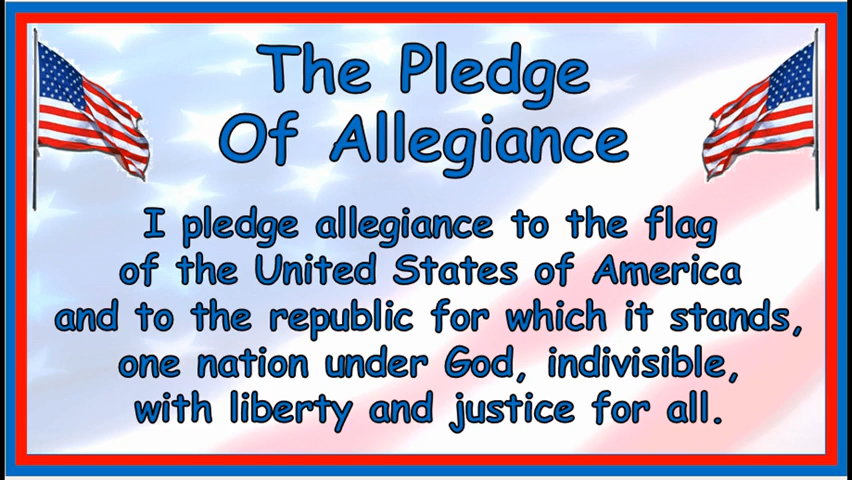 The Pledge
Of Allegiance
I pledge allegiance to the flag
of the United States of America
and to the republic for which it stands,
one nation under God, indivisible,
with liberty and justice for all.